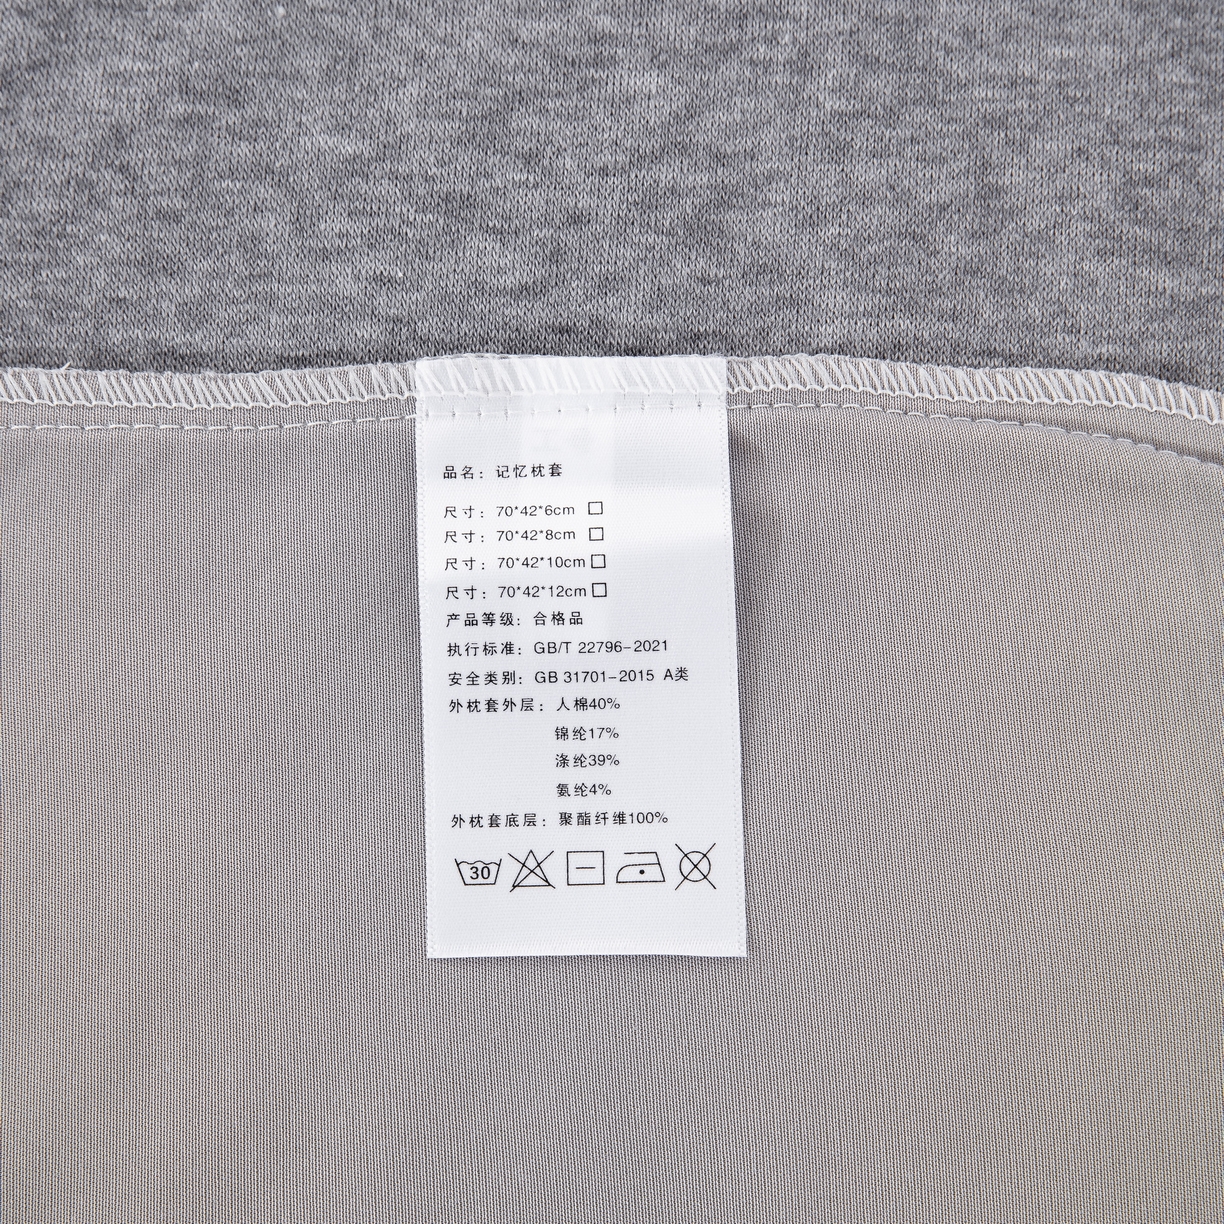 品名：记忆枕套
尺寸：70*42*6cm □
尺寸：70*42*8cm □
尺寸：70*42*10cm □
尺寸：70*42*12cm □
产品等级：合格品
执行标准：GB/T 22796-2021
安全类别：GB 31701-2015 A类
外枕套外层：人棉40%
锦纶17%
涤纶39%
氨纶4%
外枕套底层：聚酯纤维100%
30